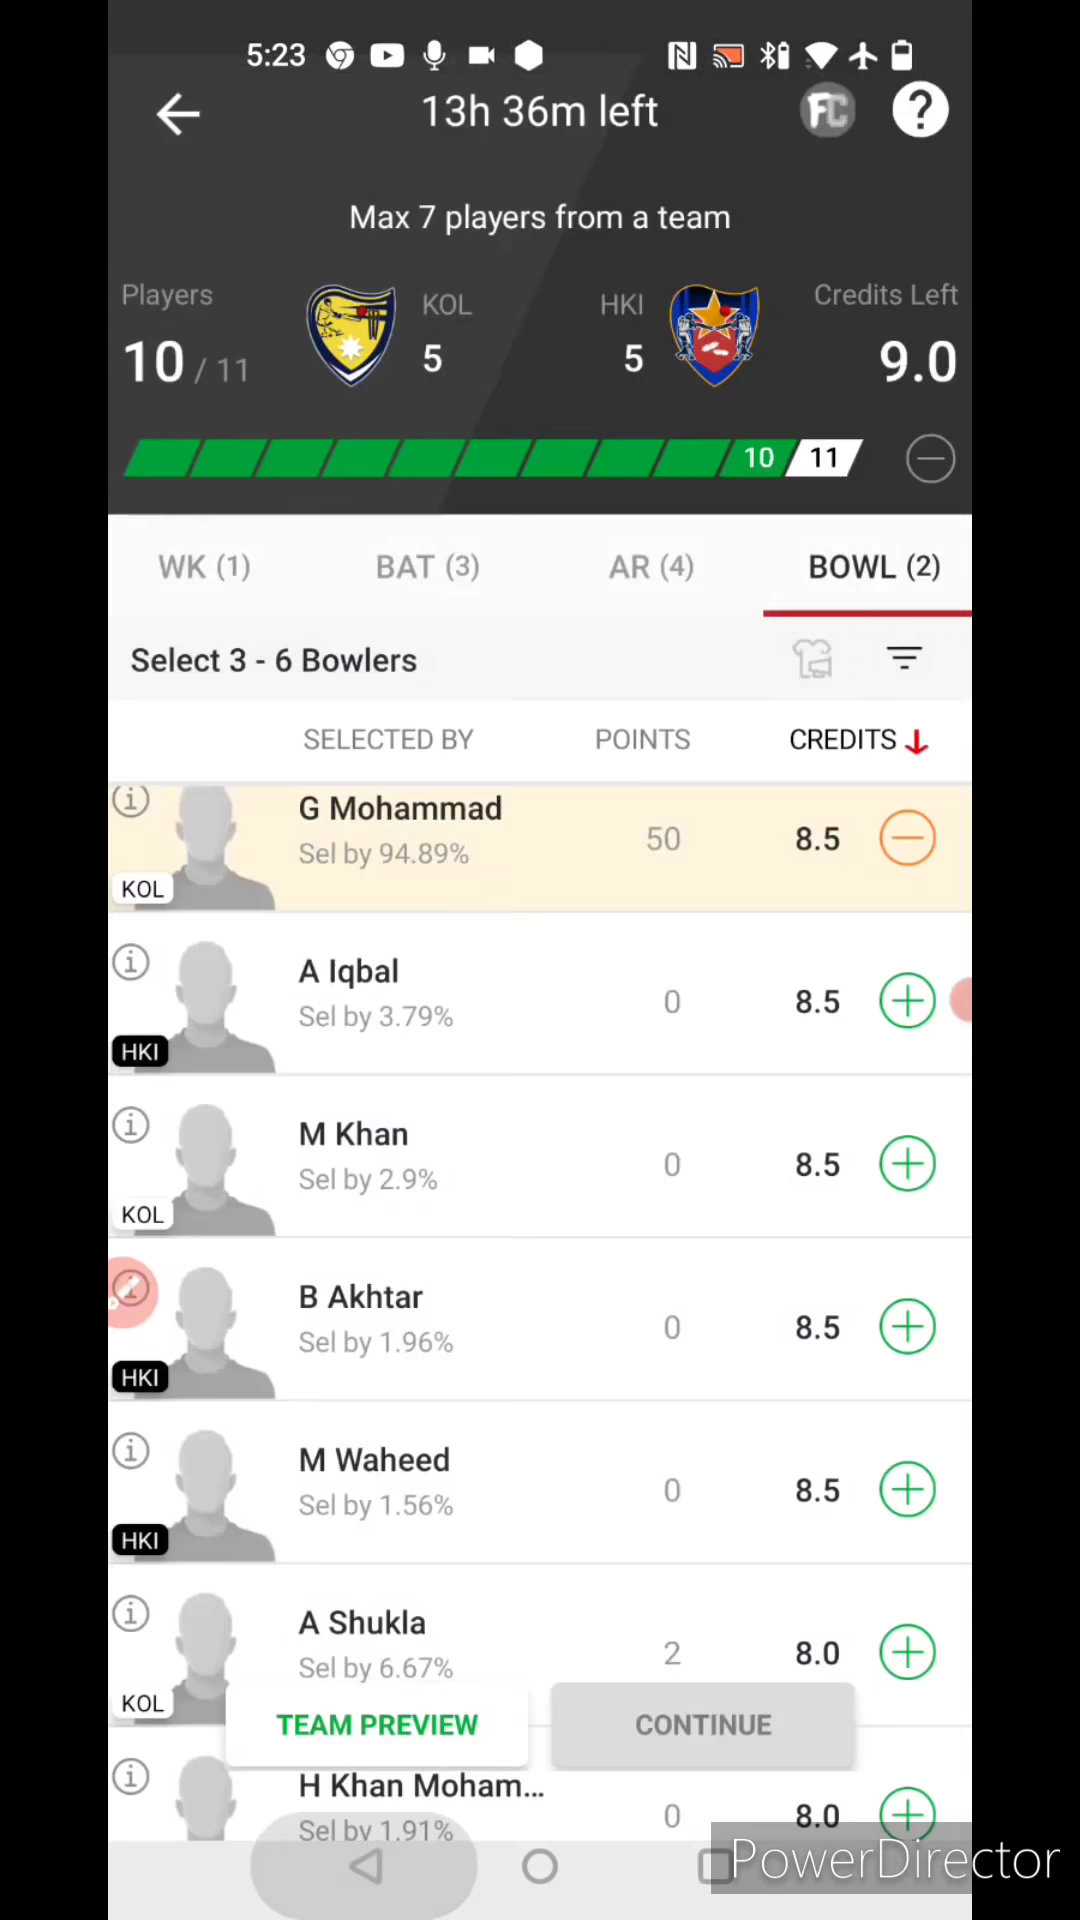 5:23
13h 36m left
FC ?
Max 7 players from a team
Players KOL HKI Credits Left
10 / 11 5 5 9.0
10 11
WK (1) BAT (3) AR (4) BOWL (2)
Select 3 - 6 Bowlers
SELECTED BY POINTS CREDITS
G Mohammad
50 8.5
Sel by 94.89%
KOL
A Iqbal
0 8.5
Sel by 3.79%
HKI
M Khan
0 8.5
Sel by 2.9%
KOL
B Akhtar
0 8.5
Sel by 1.96%
HKI
M Waheed
0 8.5
Sel by 1.56%
HKI
A Shukla
2 8.0
Sel by 6.67%
KOL
TEAM PREVIEW CONTINUE
H Khan Moham...
0 8.0
Sel by 1.91%
PowerDirector